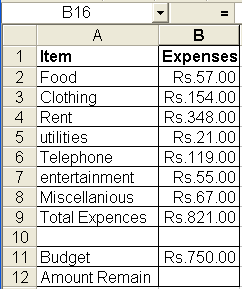 B16 =
A B
1 Item Expenses
2 Food Rs.57.00
3 Clothing Rs.154.00
4 Rent Rs.348.00
5 utilities Rs.21.00
6 Telephone Rs.119.00
7 entertainment Rs.55.00
8 Miscellanious Rs.67.00
9 Total Expences Rs.821.00
10
11 Budget Rs.750.00
12 Amount Remain